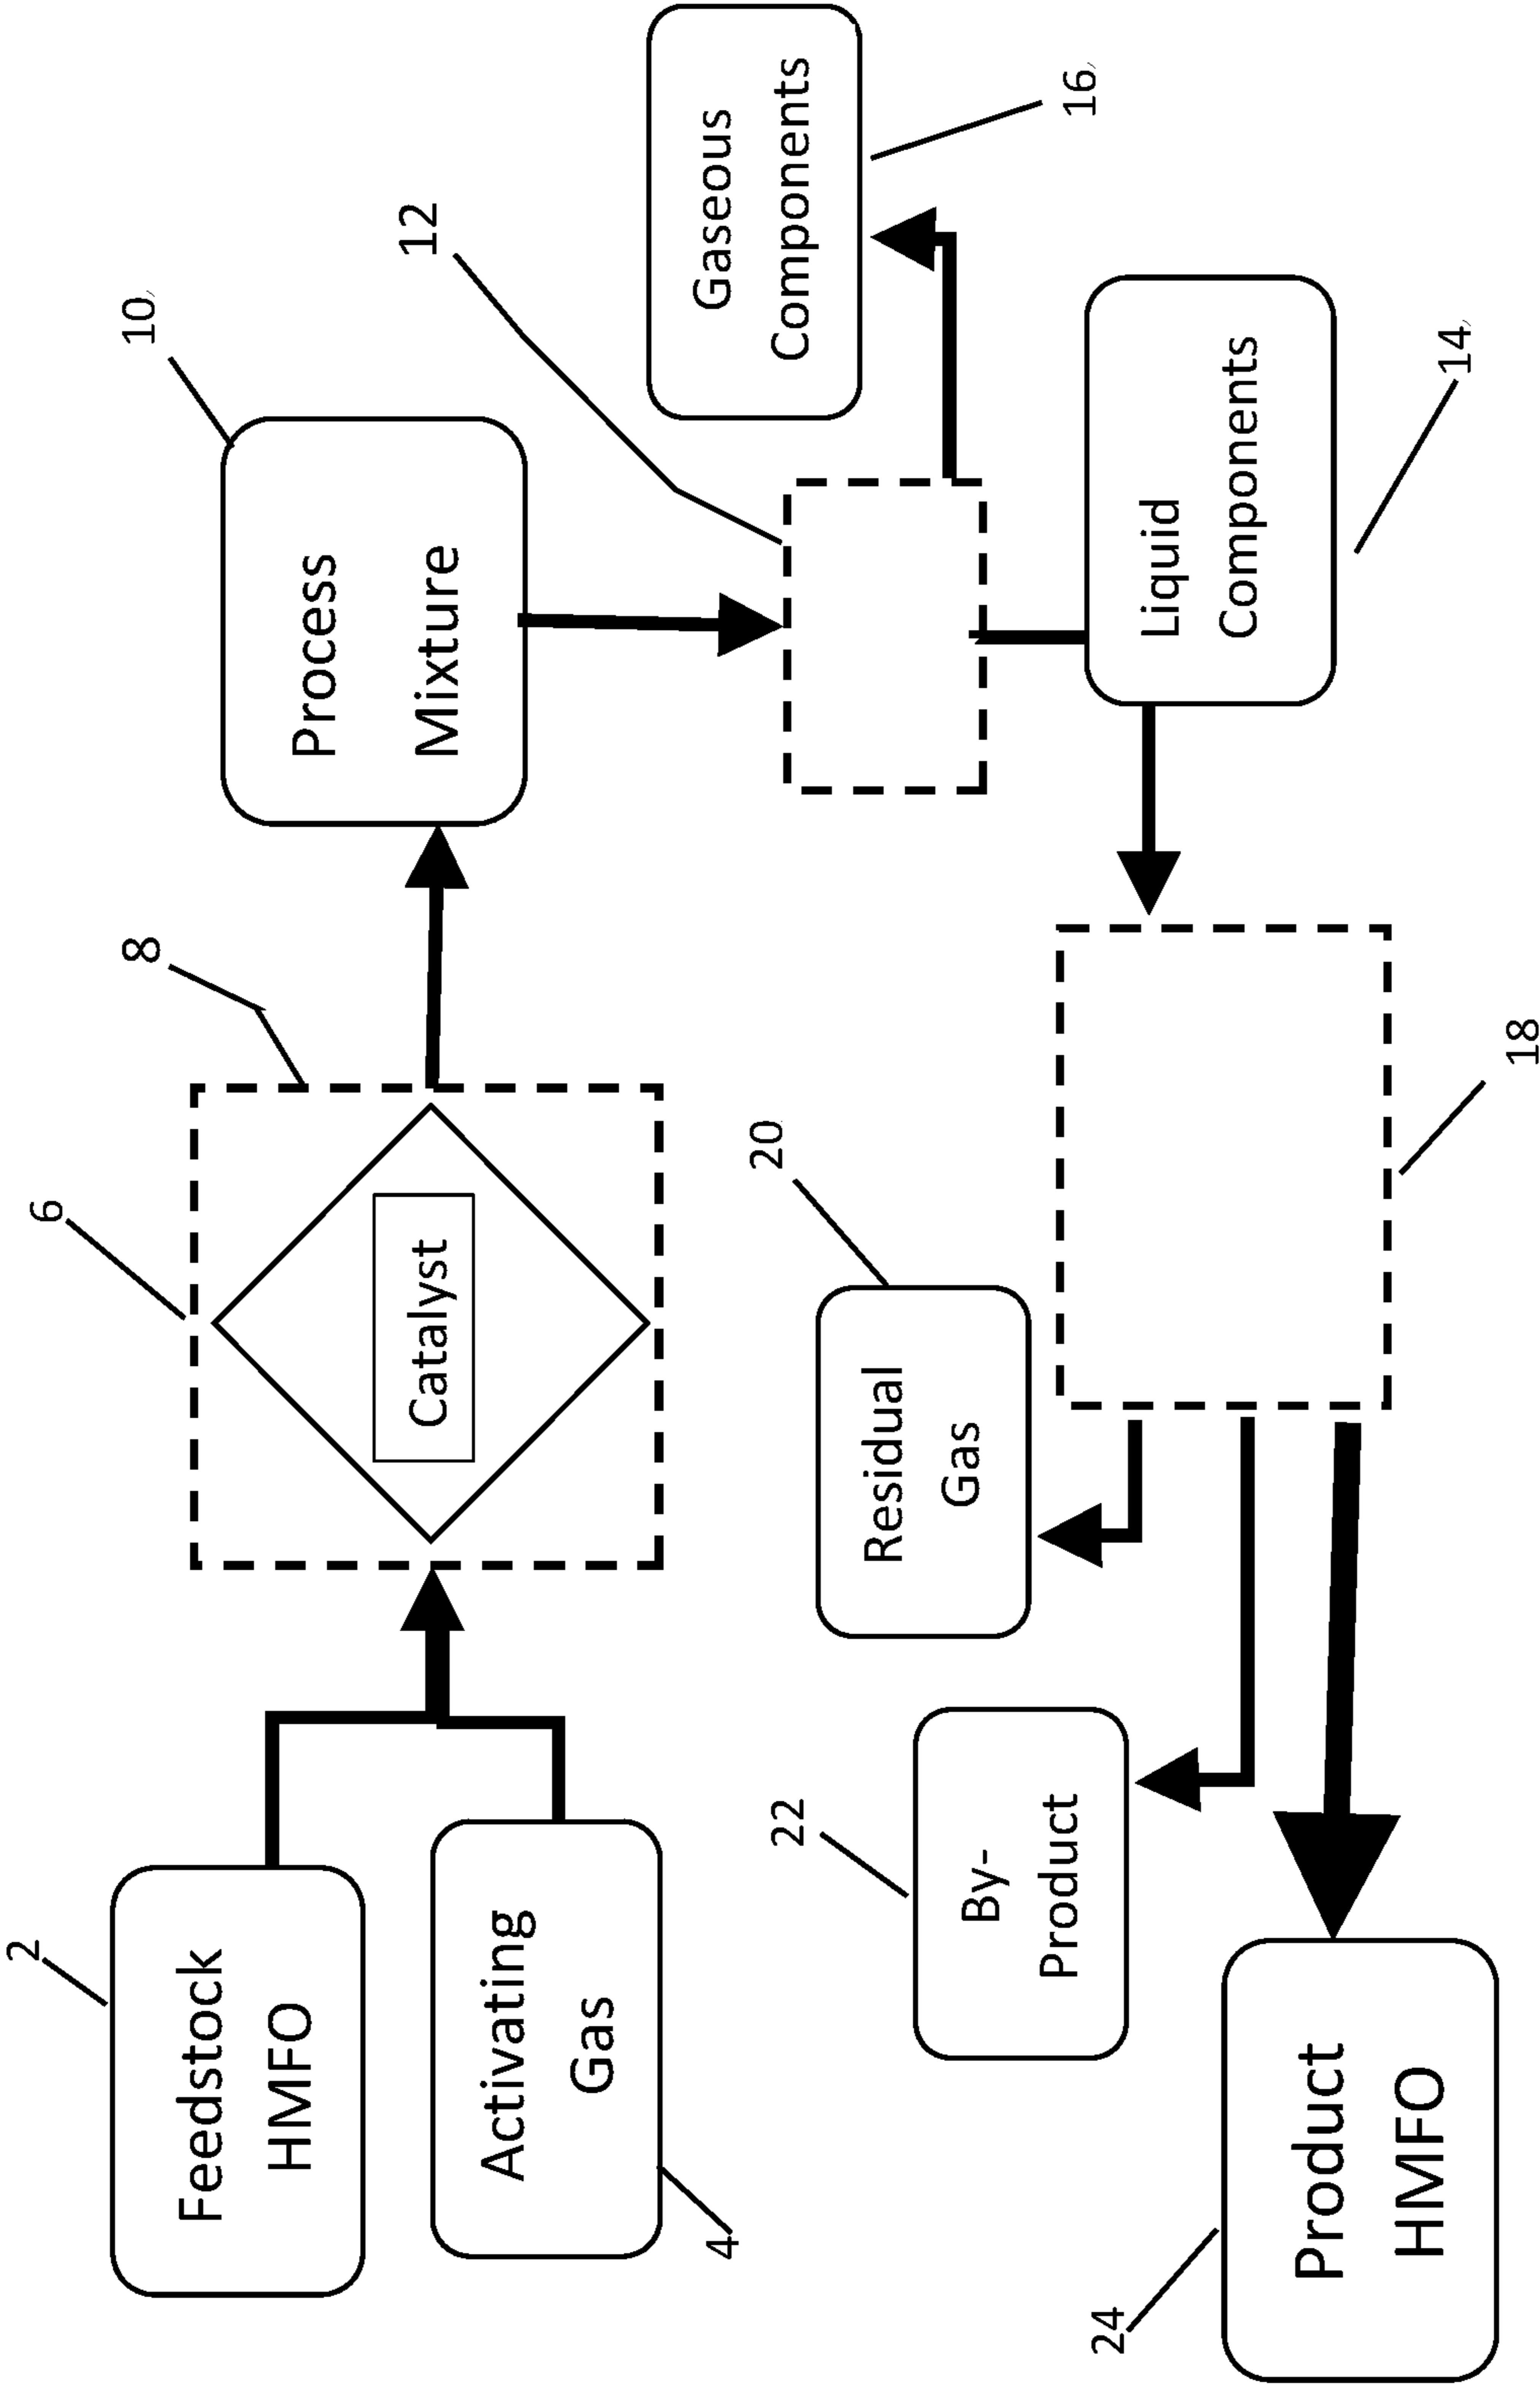 2
Feedstock
HMFO
Activating
Gas
4
6
Catalyst
8
10
Process
Mixture
12
Gaseous
Components
16
Liquid
Components
14
18
20
Residual
Gas
22
By-
Product
24
Product
HMFO